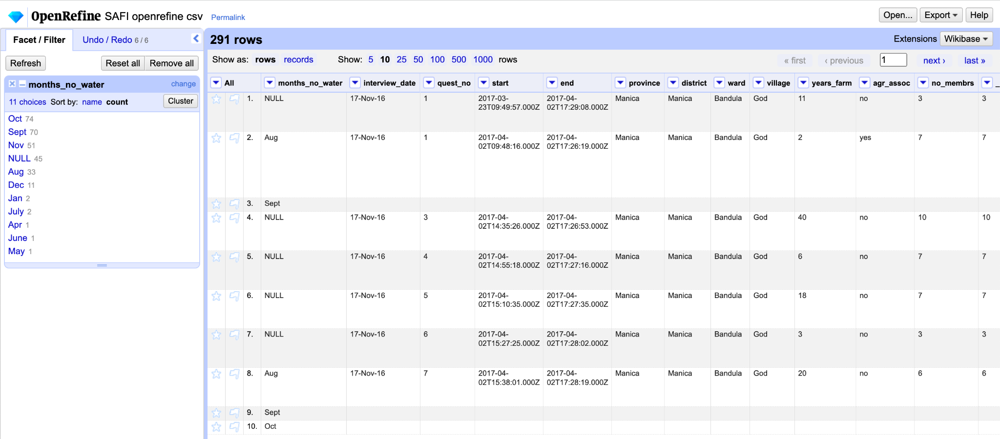 OpenRefine SAFI openrefine csv Permalink Open... Export Help
Facet / Filter Undo / Redo 6 / 6
Refresh Reset all Remove all
months_no_water change
11 choices Sort by: name count Cluster
Oct 74
Sept 70
Nov 51
NULL 45
Aug 33
Dec 11
Jan 2
July 2
Apr 1
June 1
May 1
291 rows Extensions Wikibase
Show as: rows records Show: 5 10 25 50 100 500 1000 rows « first ‹ previous 1 next › last »
All months_no_water interview_date quest_no start end province district ward village years_farm agr_assoc no_membrs _
1. NULL 17-Nov-16 1 2017-03- 2017-04- Manica Manica Bandula God 11 no 3 3
23T09:49:57.000Z 02T17:29:08.000Z
2. Aug 17-Nov-16 1 2017-04- 2017-04- Manica Manica Bandula God 2 yes 7 7
02T09:48:16.000Z 02T17:26:19.000Z
3. Sept
4. NULL 17-Nov-16 3 2017-04- 2017-04- Manica Manica Bandula God 40 no 10 10
02T14:35:26.000Z 02T17:26:53.000Z
5. NULL 17-Nov-16 4 2017-04- 2017-04- Manica Manica Bandula God 6 no 7 7
02T14:55:18.000Z 02T17:27:16.000Z
6. NULL 17-Nov-16 5 2017-04- 2017-04- Manica Manica Bandula God 18 no 7 7
02T15:10:35.000Z 02T17:27:35.000Z
7. NULL 17-Nov-16 6 2017-04- 2017-04- Manica Manica Bandula God 3 no 3 3
02T15:27:25.000Z 02T17:28:02.000Z
8. Aug 17-Nov-16 7 2017-04- 2017-04- Manica Manica Bandula God 20 no 6 6
02T15:38:01.000Z 02T17:28:19.000Z
9. Sept
10. Oct